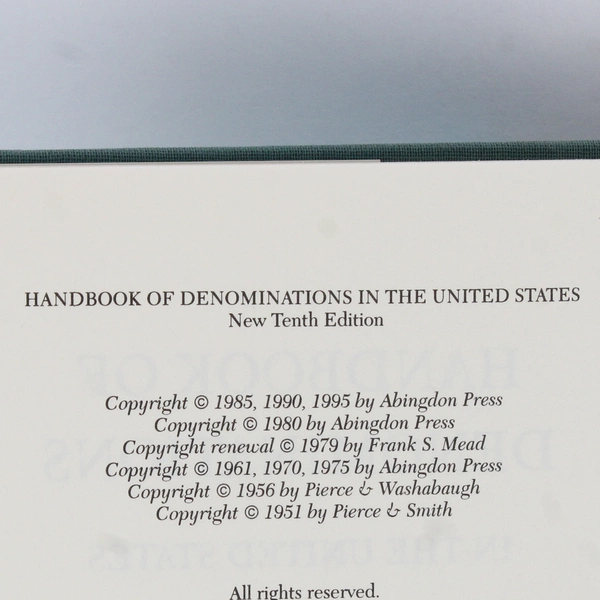 HANDBOOK OF DENOMINATIONS IN THE UNITED STATES
New Tenth Edition
Copyright © 1985, 1990, 1995 by Abingdon Press
Copyright © 1980 by Abingdon Press
Copyright renewal © 1979 by Frank S. Mead
Copyright © 1961, 1970, 1975 by Abingdon Press
Copyright © 1956 by Pierce & Washabaugh
Copyright © 1951 by Pierce & Smith
All rights reserved.